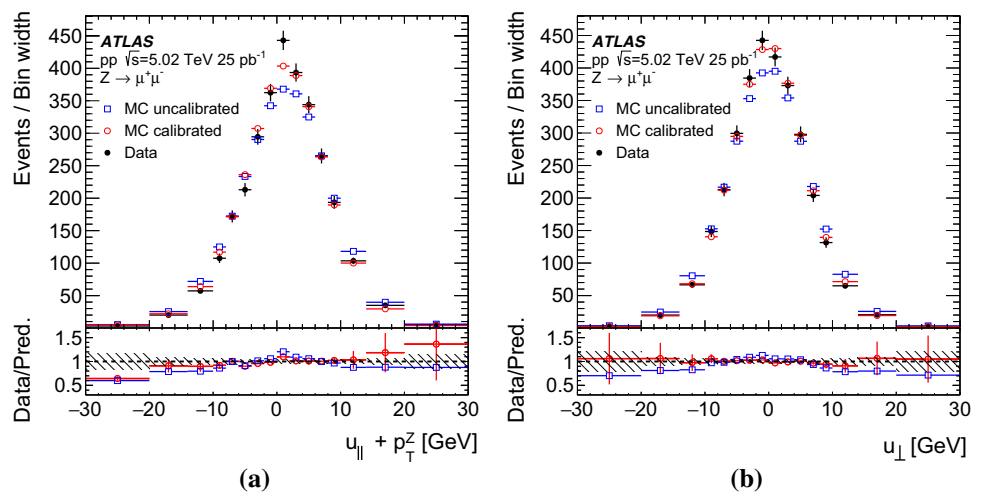 ATLAS
pp √s=5.02 TeV 25 pb⁻¹
Z → μ⁺μ⁻
MC uncalibrated
MC calibrated
Data
Events / Bin width
450
400
350
300
250
200
150
100
50
Data/Pred.
1.5
1
0.5
−30 −20 −10 0 10 20 30
u∥ + p_T^Z [GeV]
(a)
ATLAS
pp √s=5.02 TeV 25 pb⁻¹
Z → μ⁺μ⁻
MC uncalibrated
MC calibrated
Data
Events / Bin width
450
400
350
300
250
200
150
100
50
Data/Pred.
1.5
1
0.5
−30 −20 −10 0 10 20 30
u⊥ [GeV]
(b)